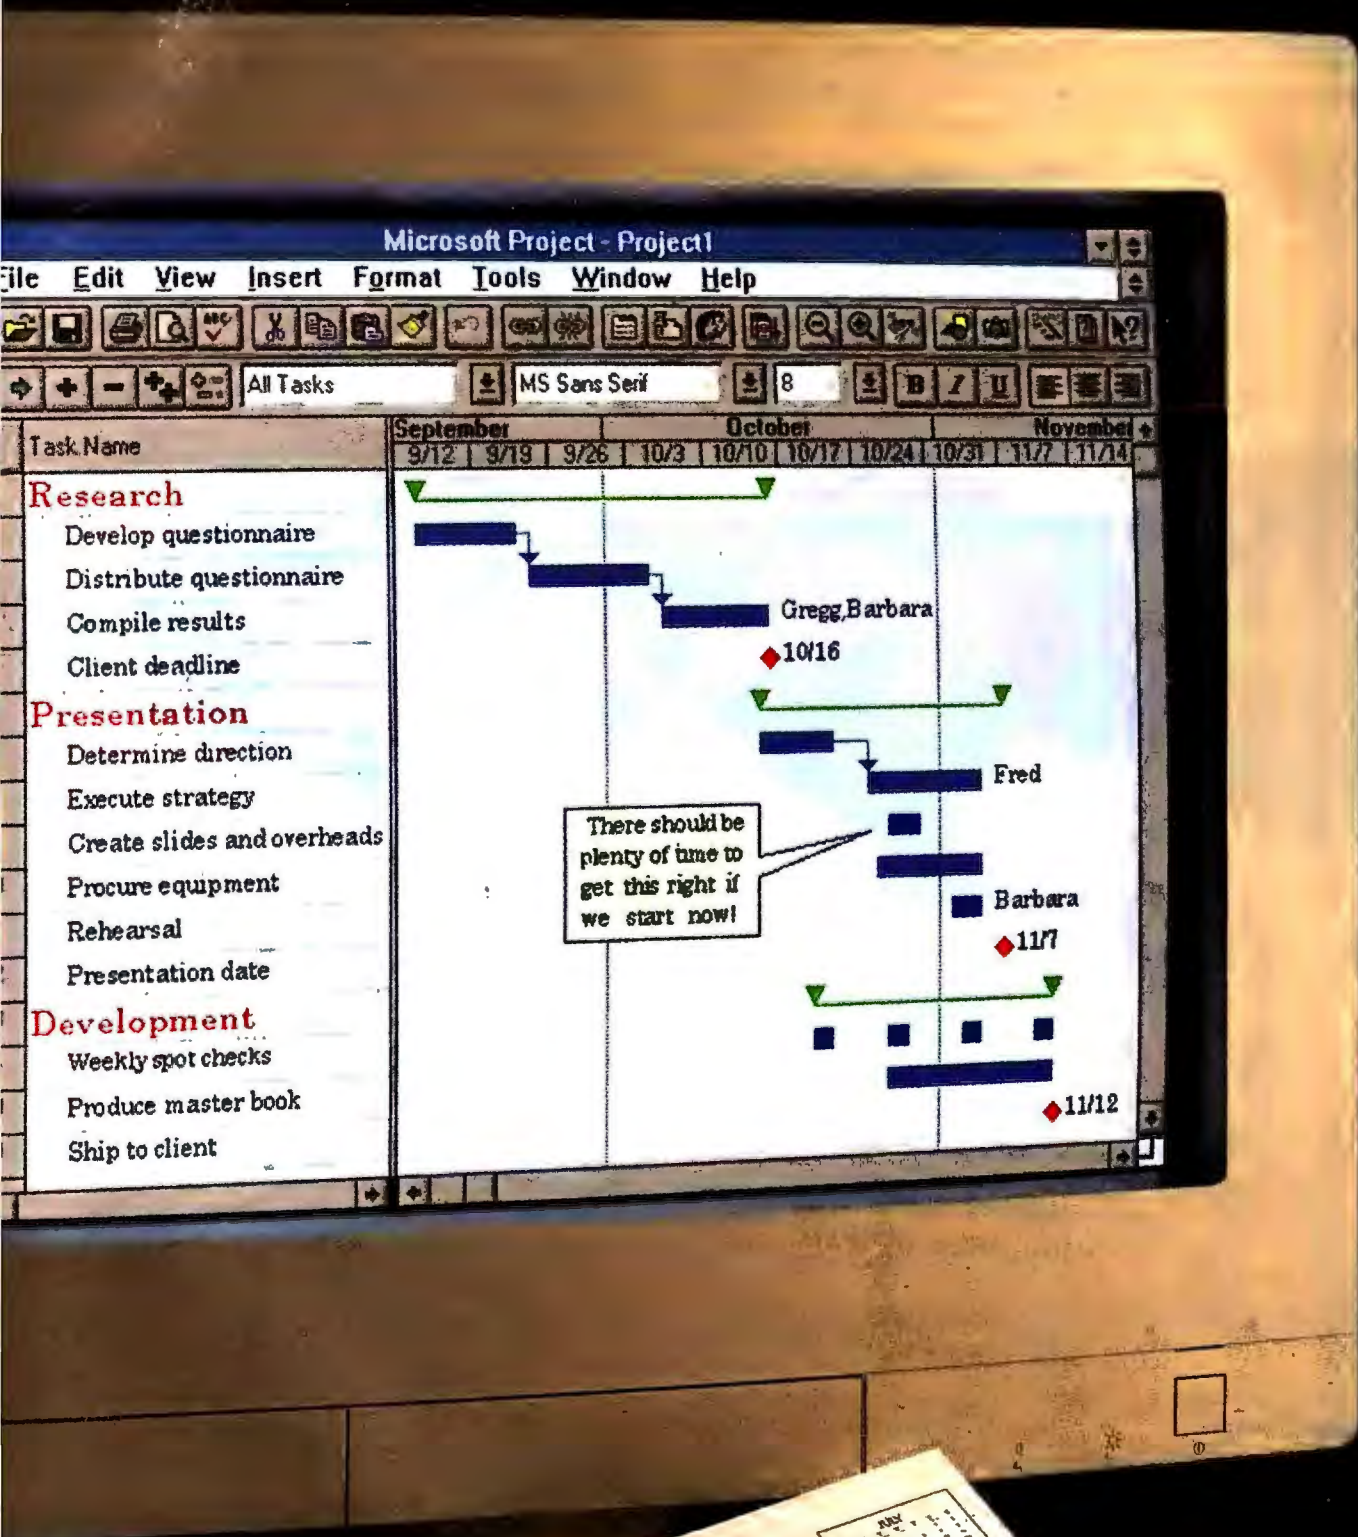 Microsoft Project - Project1
File Edit View Insert Format Tools Window Help
ABC
All Tasks MS Sans Serif 8 B I U
Task Name September October November
9/12 9/19 9/26 10/3 10/10 10/17 10/24 10/31 11/7 11/14
Research
Develop questionnaire
Distribute questionnaire
Compile results Gregg,Barbara
Client deadline 10/16
Presentation
Determine direction
Execute strategy Fred
Create slides and overheads
Procure equipment
Rehearsal Barbara
Presentation date 11/7
There should be
plenty of time to
get this right if
we start now!
Development
Weekly spot checks
Produce master book
Ship to client 11/12
JULY